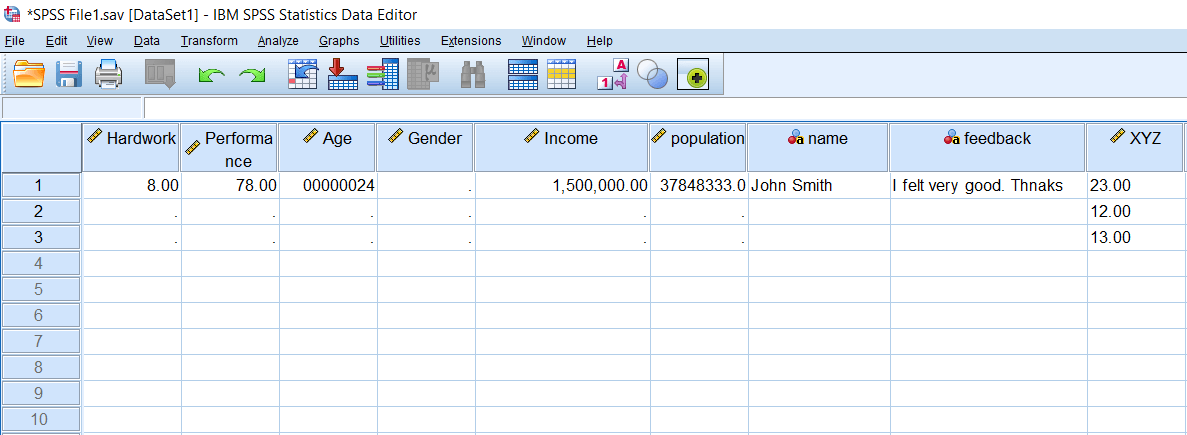 *SPSS File1.sav [DataSet1] - IBM SPSS Statistics Data Editor
File Edit View Data Transform Analyze Graphs Utilities Extensions Window Help
Hardwork Performa Age Gender Income population name feedback XYZ
nce
1 8.00 78.00 00000024 . 1,500,000.00 37848333.0 John Smith I felt very good. Thnaks 23.00
2 . . . . . . 12.00
3 . . . . . . 13.00
4
5
6
7
8
9
10